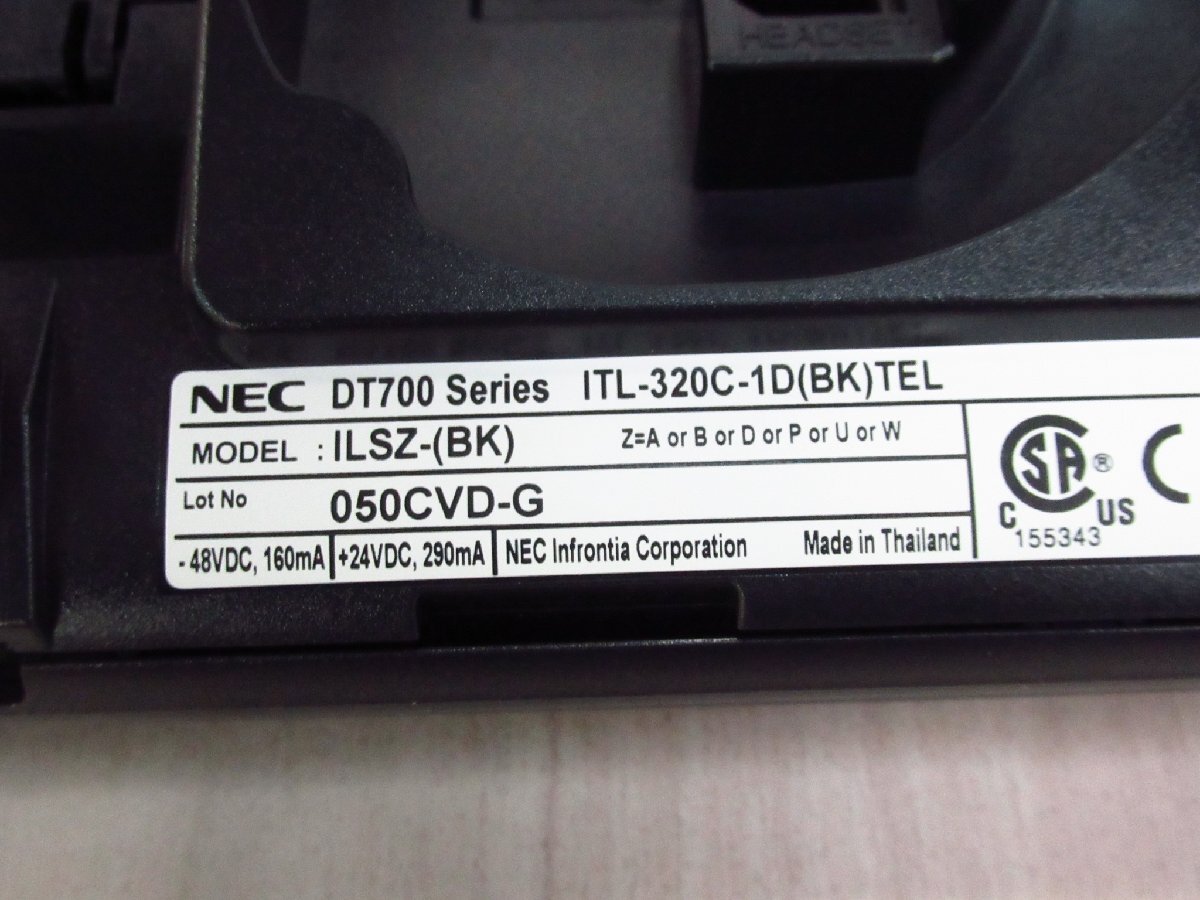 HEADSET
NEC DT700 Series ITL-320C-1D(BK)TEL
MODEL : ILSZ-(BK) Z=A or B or D or P or U or W
Lot No 050CVD-G
-48VDC, 160mA +24VDC, 290mA NEC Infrontia Corporation Made in Thailand
SA ®
C US
155343